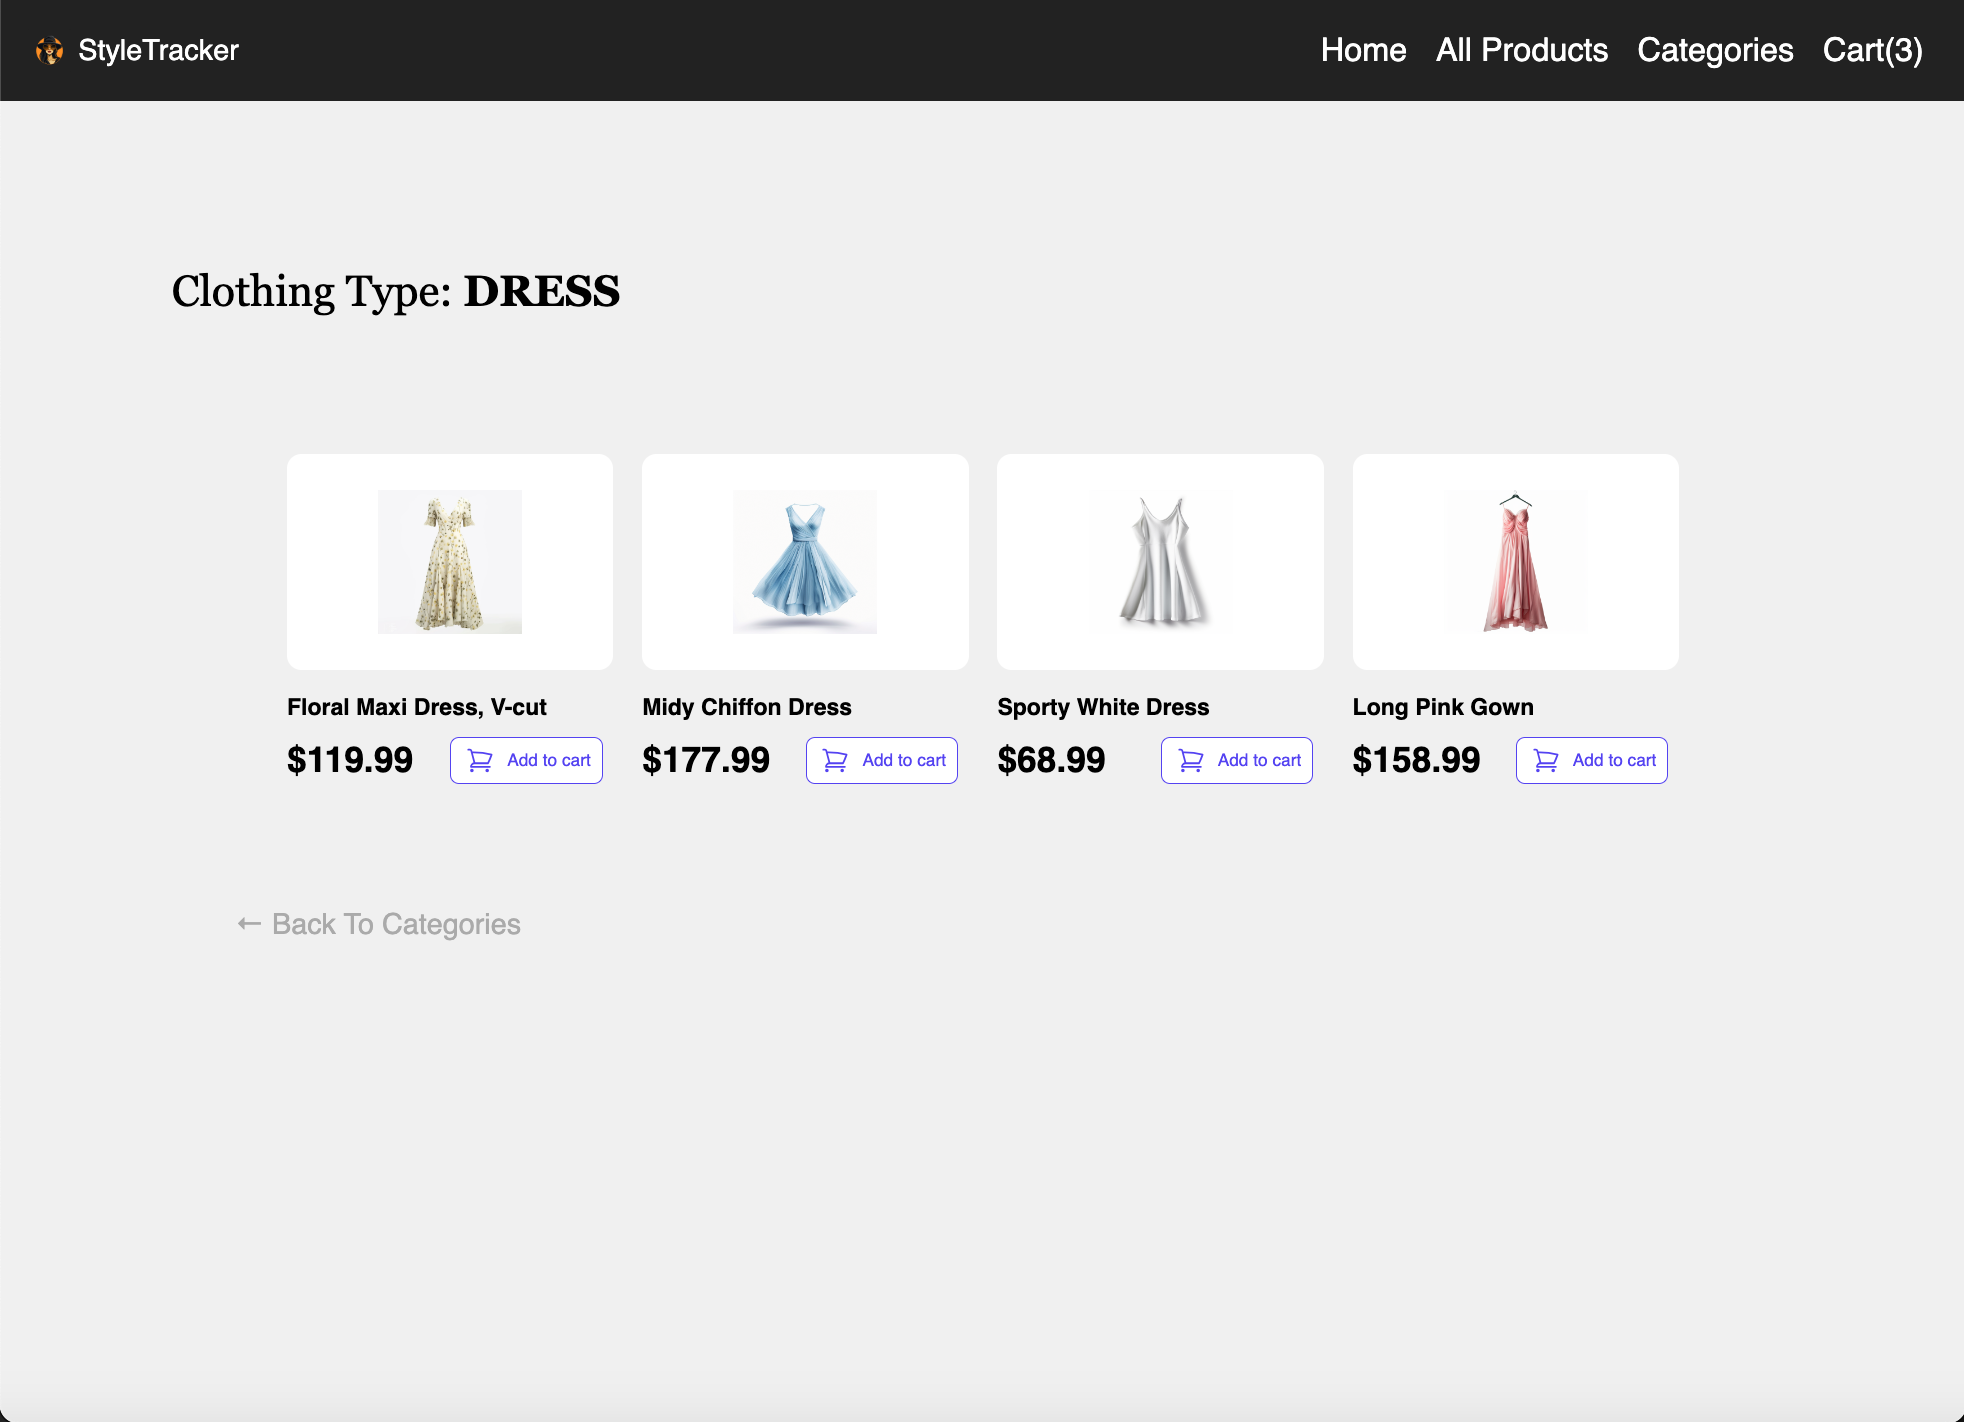 StyleTracker
Home All Products Categories Cart(3)
Clothing Type: DRESS
Floral Maxi Dress, V-cut
$119.99 Add to cart
Midy Chiffon Dress
$177.99 Add to cart
Sporty White Dress
$68.99 Add to cart
Long Pink Gown
$158.99 Add to cart
← Back To Categories